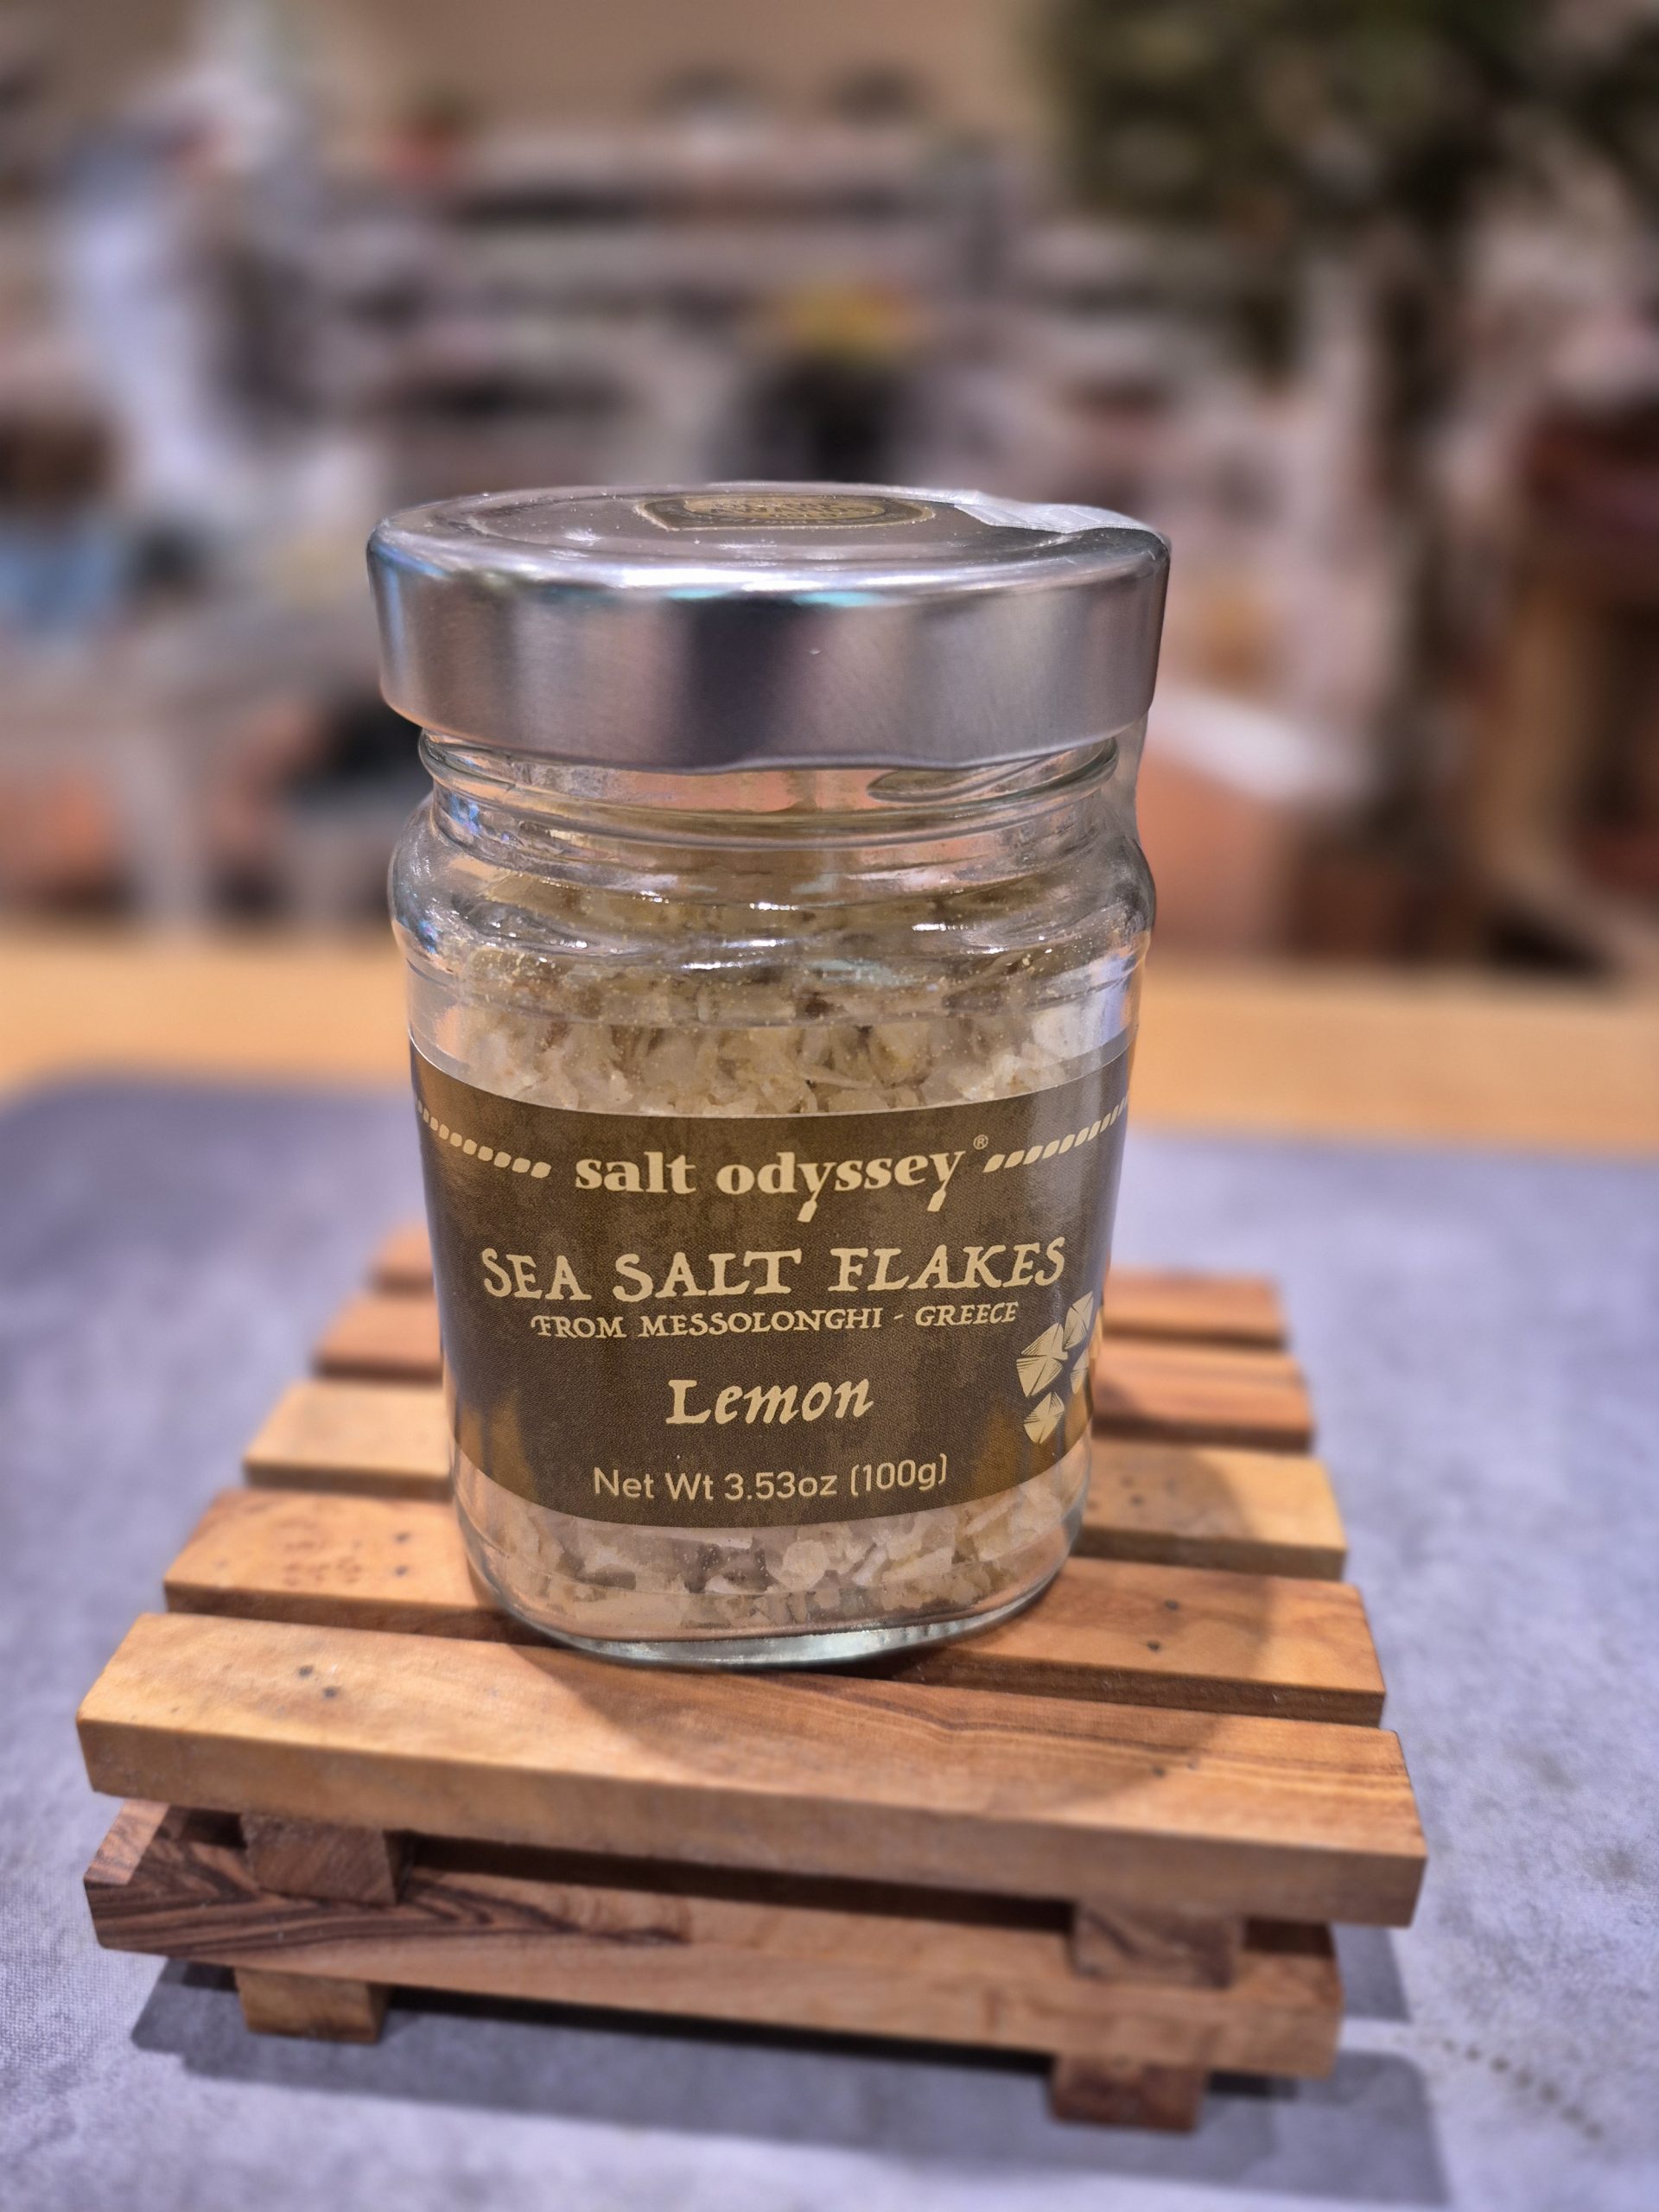 salt odyssey®
SEA SALT FLAKES
FROM MESSOLONGHI - GREECE
Lemon
Net Wt 3.53oz (100g)